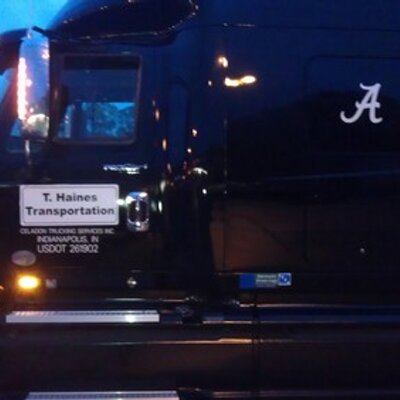 A
T. Haines
Transportation
CELADON TRUCKING SERVICES INC.
INDIANAPOLIS, IN
USDOT 261902